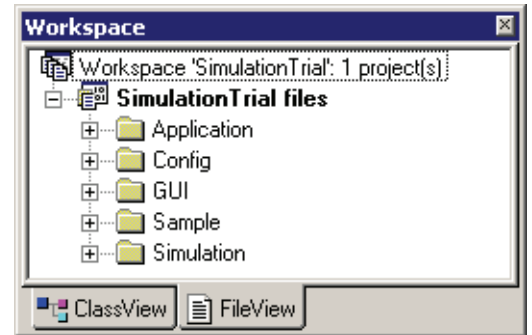 Workspace
Workspace 'SimulationTrial': 1 project(s)
SimulationTrial files
Application
Config
GUI
Sample
Simulation
ClassView FileView